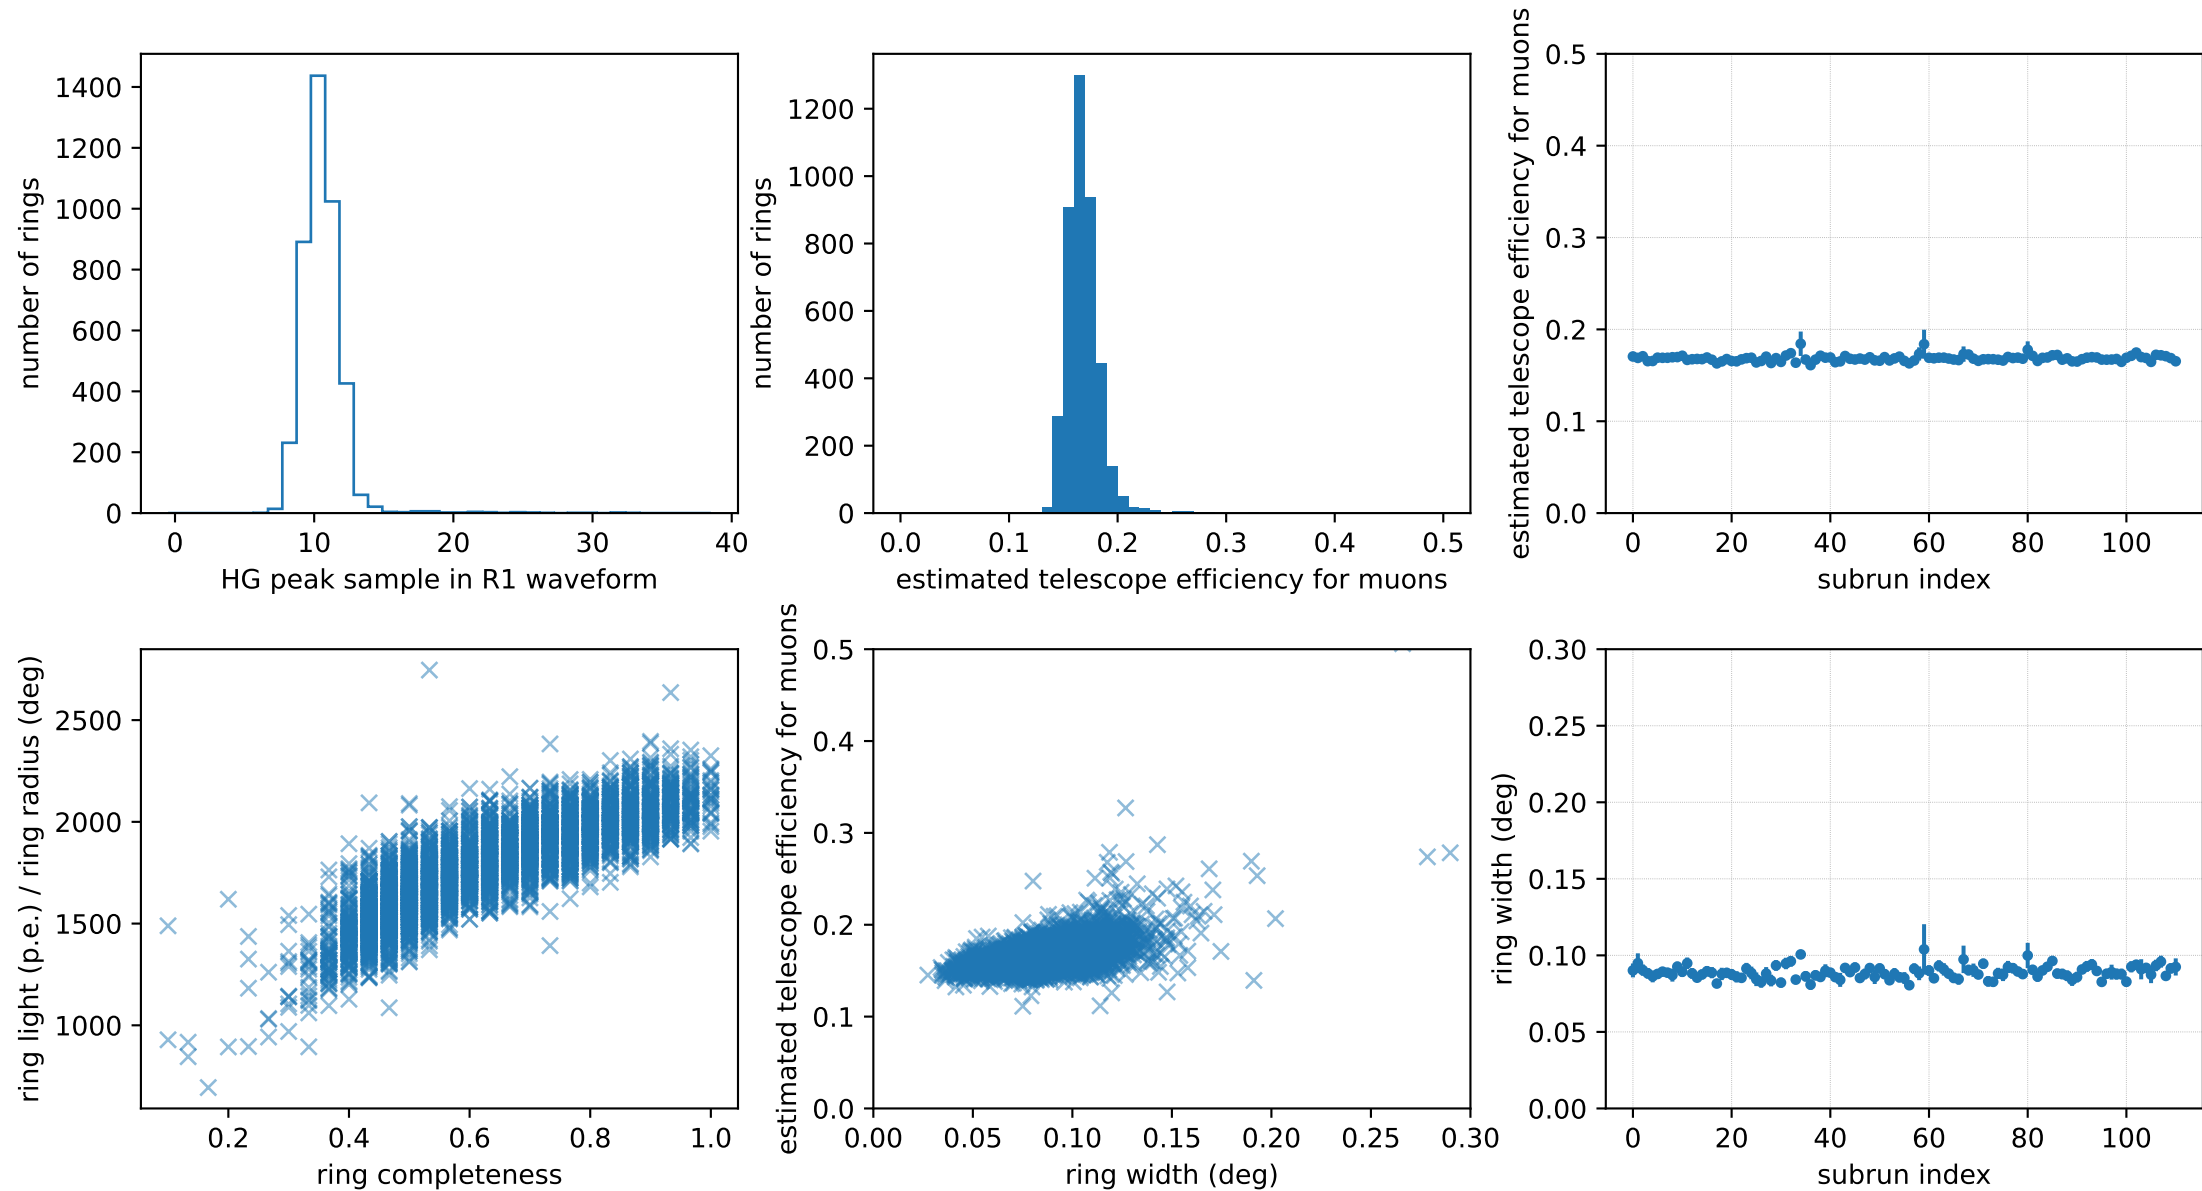 number of rings
1400
1200
1000
800
600
400
200
0
0 10 20 30 40
HG peak sample in R1 waveform
number of rings
1200
1000
800
600
400
200
0
0.0 0.1 0.2 0.3 0.4 0.5
estimated telescope efficiency for muons
estimated telescope efficiency for muons
0.5
0.4
0.3
0.2
0.1
0.0
0 20 40 60 80 100
subrun index
ring light (p.e.) / ring radius (deg)
2500
2000
1500
1000
0.2 0.4 0.6 0.8 1.0
ring completeness
estimated telescope efficiency for muons
0.5
0.4
0.3
0.2
0.1
0.0
0.00 0.05 0.10 0.15 0.20 0.25 0.30
ring width (deg)
ring width (deg)
0.30
0.25
0.20
0.15
0.10
0.05
0.00
0 20 40 60 80 100
subrun index